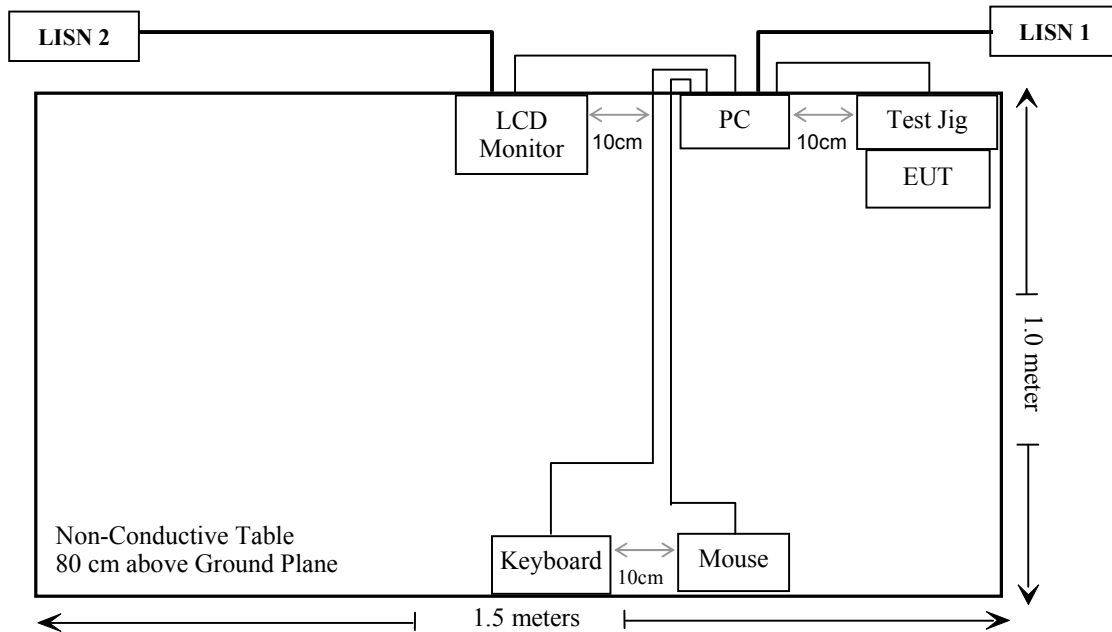 LISN 2
LISN 1
LCD
Monitor
10cm
PC
10cm
Test Jig
EUT
1.0 meter
Non-Conductive Table
80 cm above Ground Plane
Keyboard
10cm
Mouse
1.5 meters